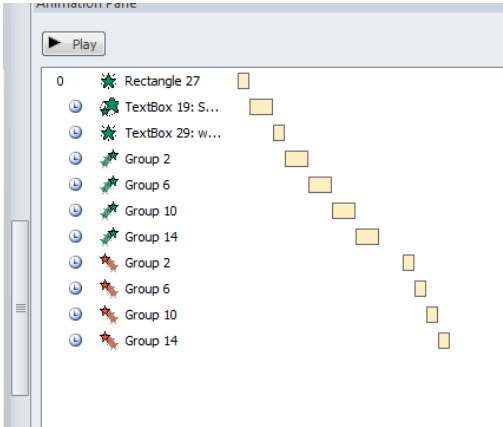 Animation Pane
Play
0 Rectangle 27
TextBox 19: S...
TextBox 29: w...
Group 2
Group 6
Group 10
Group 14
Group 2
Group 6
Group 10
Group 14